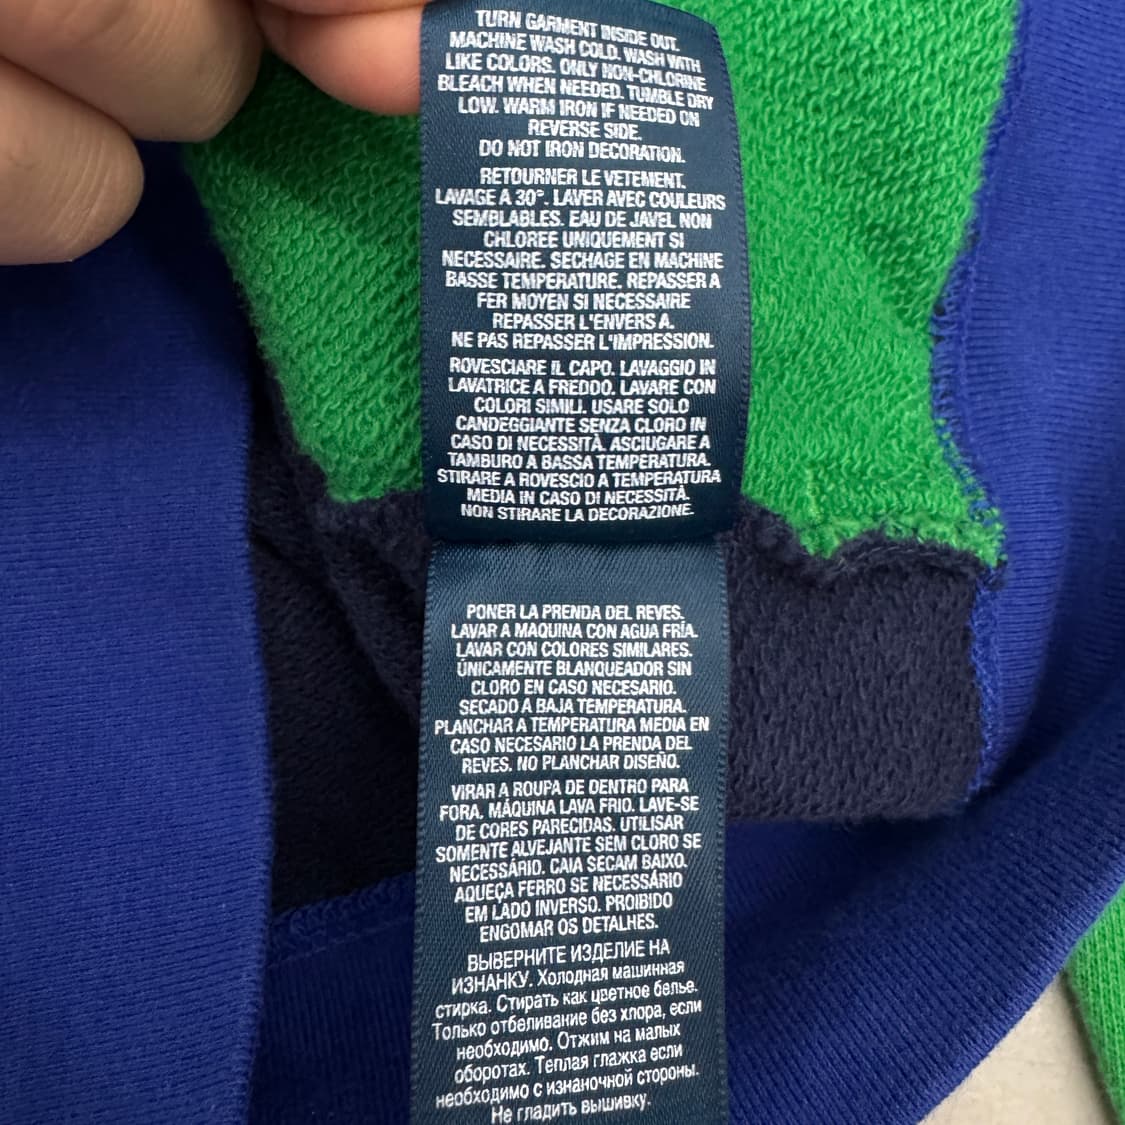 TURN GARMENT INSIDE OUT.
MACHINE WASH COLD. WASH WITH
LIKE COLORS. ONLY NON-CHLORINE
BLEACH WHEN NEEDED. TUMBLE DRY
LOW. WARM IRON IF NEEDED ON
REVERSE SIDE.
DO NOT IRON DECORATION.
RETOURNER LE VETEMENT.
LAVAGE A 30°. LAVER AVEC COULEURS
SEMBLABLES. EAU DE JAVEL NON
CHLOREE UNIQUEMENT SI
NECESSAIRE. SECHAGE EN MACHINE
BASSE TEMPERATURE. REPASSER A
FER MOYEN SI NECESSAIRE
REPASSER L'ENVERS A.
NE PAS REPASSER L'IMPRESSION.
ROVESCIARE IL CAPO. LAVAGGIO IN
LAVATRICE A FREDDO. LAVARE CON
COLORI SIMILI. USARE SOLO
CANDEGGIANTE SENZA CLORO IN
CASO DI NECESSITÀ. ASCIUGARE A
TAMBURO A BASSA TEMPERATURA.
STIRARE A ROVESCIO A TEMPERATURA
MEDIA IN CASO DI NECESSITÀ.
NON STIRARE LA DECORAZIONE.
PONER LA PRENDA DEL REVES.
LAVAR A MAQUINA CON AGUA FRÍA.
LAVAR CON COLORES SIMILARES.
ÚNICAMENTE BLANQUEADOR SIN
CLORO EN CASO NECESARIO.
SECADO A BAJA TEMPERATURA.
PLANCHAR A TEMPERATURA MEDIA EN
CASO NECESARIO LA PRENDA DEL
REVES. NO PLANCHAR DISEÑO.
VIRAR A ROUPA DE DENTRO PARA
FORA. MÁQUINA LAVA FRIO. LAVE-SE
DE CORES PARECIDAS. UTILISAR
SOMENTE ALVEJANTE SEM CLORO SE
NECESSÁRIO. CAIA SECAM BAIXO.
AQUEÇA FERRO SE NECESSÁRIO
EM LADO INVERSO. PROIBIDO
ENGOMAR OS DETALHES.
ВЫВЕРНИТЕ ИЗДЕЛИЕ НА
ИЗНАНКУ. Холодная машинная
стирка. Стирать как цветное белье.
Только отбеливание без хлора, если
необходимо. Отжим на малых
оборотах. Теплая глажка если
необходимо с изнаночной стороны.
Не гладить вышивку.